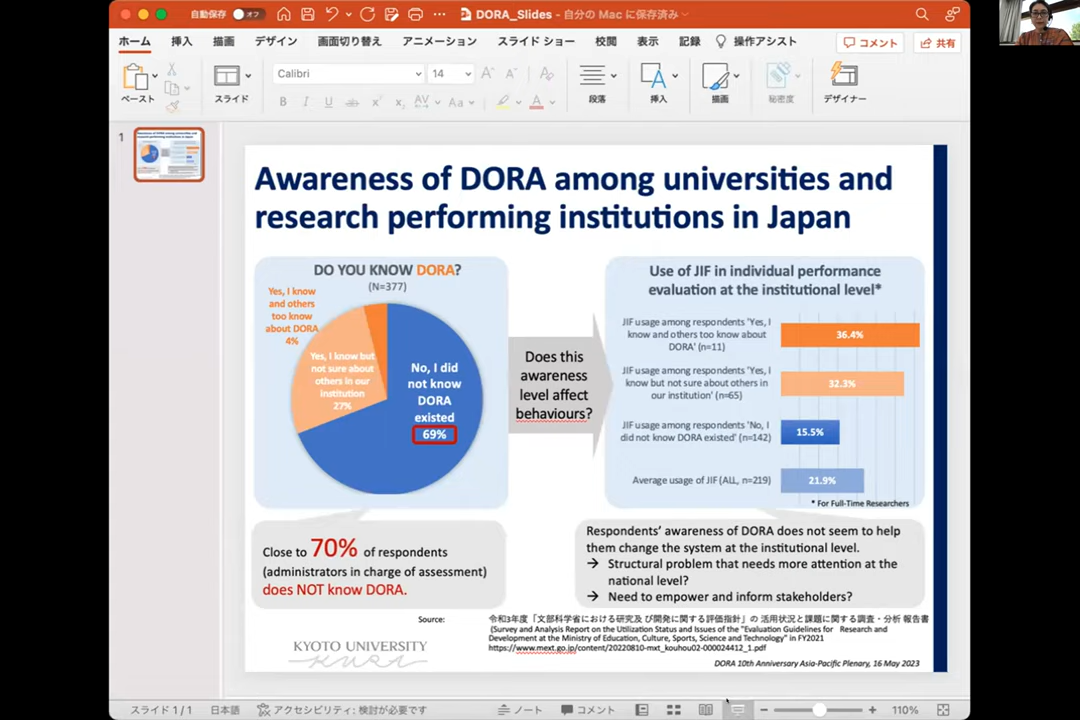 自動保存 オフ
DORA_Slides - 自分の Mac に保存済み
ホーム 挿入 描画 デザイン 画面切り替え アニメーション スライド ショー 校閲 表示 記録 操作アシスト コメント 共有
ペースト スライド Calibri 14 段落 挿入 描画 秘密度 デザイナー
B I U ab x² x₂ AV Aa A
1
Awareness of DORA among universities and
research performing institutions in Japan
DO YOU KNOW DORA?
(N=377)
Yes, I know
and others
too know
about DORA
4%
Yes, I know but
not sure about
others in our
institution
27%
No, I did
not know
DORA
existed
69%
Does this
awareness
level affect
behaviours?
Use of JIF in individual performance
evaluation at the institutional level*
JIF usage among respondents 'Yes, I
know and others too know about
DORA' (n=11)
36.4%
JIF usage among respondents 'Yes, I
know but not sure about others in
our institution' (n=65)
32.3%
JIF usage among respondents 'No, I
did not know DORA existed' (n=142)
15.5%
Average usage of JIF (ALL, n=219)
21.9%
* For Full-Time Researchers
Close to 70% of respondents
(administrators in charge of assessment)
does NOT know DORA.
Respondents' awareness of DORA does not seem to help
them change the system at the institutional level.
→ Structural problem that needs more attention at the
national level?
→ Need to empower and inform stakeholders?
Source:
令和3年度「文部科学省における研究及び開発に関する評価指針」の 活用状況と課題に関する調査・分析 報告書
(Survey and Analysis Report on the Utilization Status and Issues of the "Evaluation Guidelines for Research and
Development at the Ministry of Education, Culture, Sports, Science and Technology" in FY2021
https://www.mext.go.jp/content/20220810-mxt_kouhou02-000024412_1.pdf
KYOTO UNIVERSITY
KURA
DORA 10th Anniversary Asia-Pacific Plenary, 16 May 2023
スライド 1 / 1 日本語 アクセシビリティ: 検討が必要です ノート コメント 110%